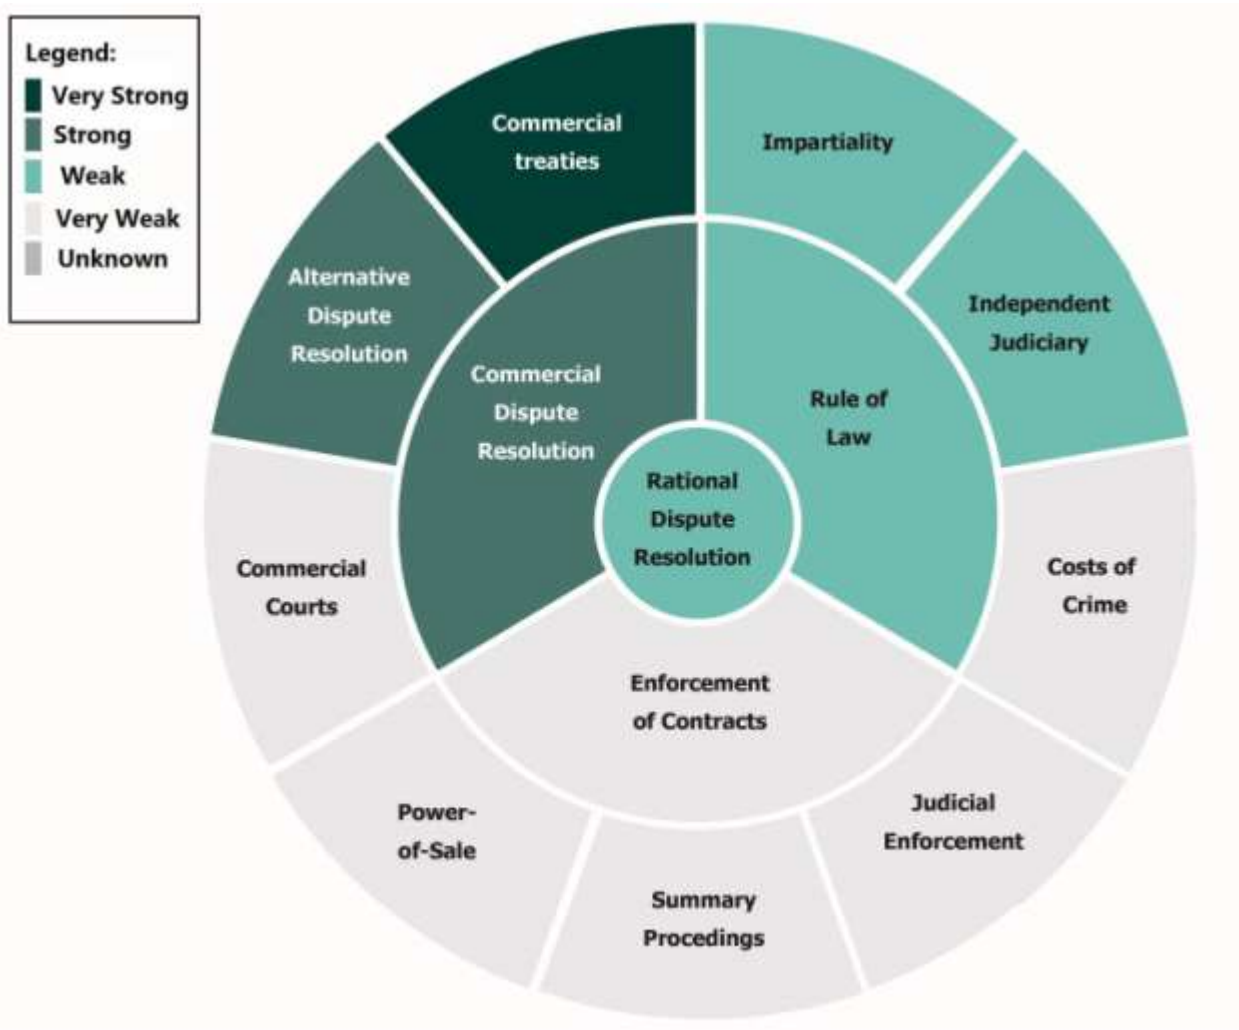 Legend:
Very Strong
Strong
Weak
Very Weak
Unknown
Commercial
treaties
Impartiality
Alternative
Dispute
Resolution
Independent
Judiciary
Commercial
Dispute
Resolution
Rule of
Law
Rational
Dispute
Resolution
Commercial
Courts
Costs of
Crime
Enforcement
of Contracts
Power-
of-Sale
Judicial
Enforcement
Summary
Procedings